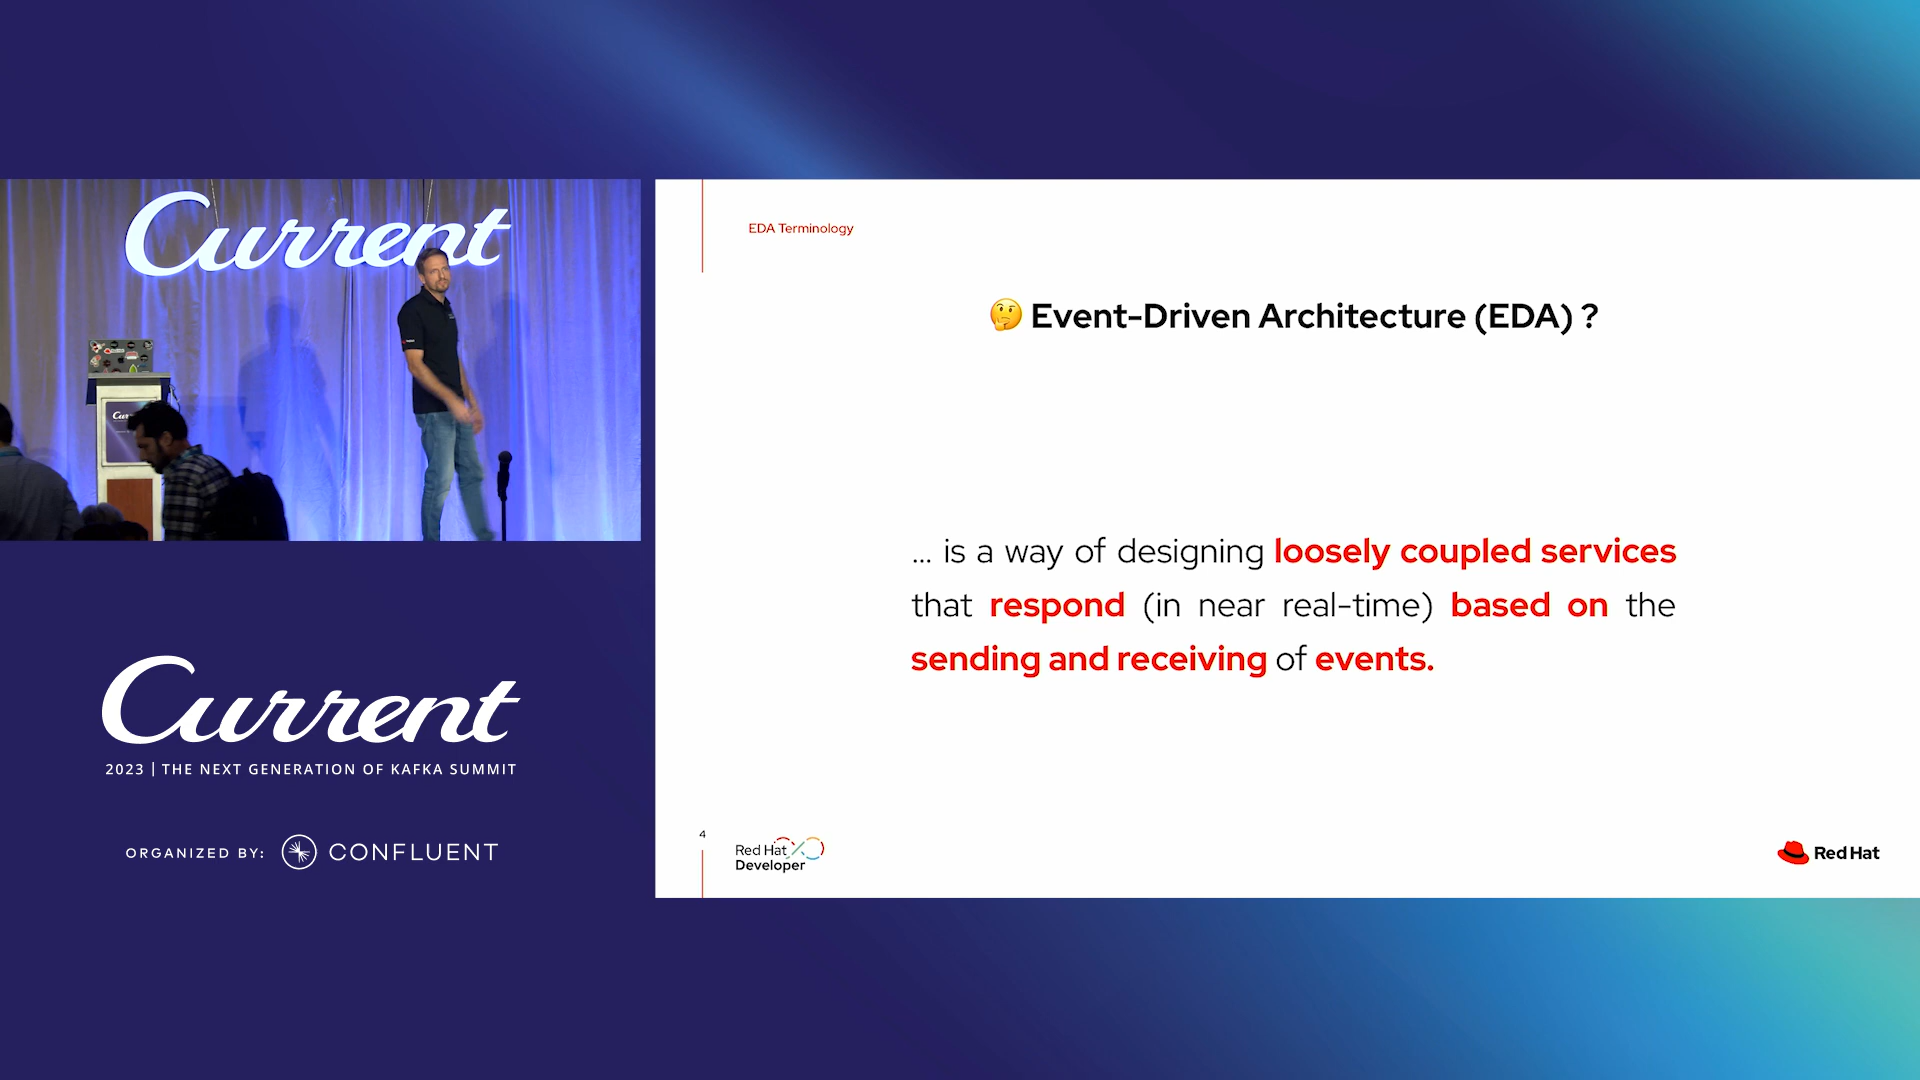 Current
Current
2023 | THE NEXT GENERATION OF KAFKA SUMMIT
ORGANIZED BY: CONFLUENT
EDA Terminology
🤔 Event-Driven Architecture (EDA) ?
... is a way of designing loosely coupled services
that respond (in near real-time) based on the
sending and receiving of events.
4
Red Hat
Developer
Red Hat